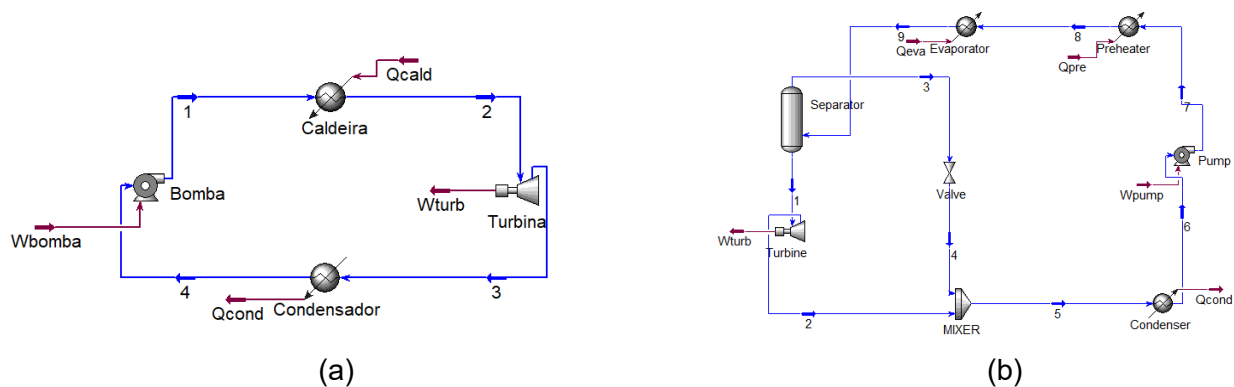 Qcald
1
2
Caldeira
Bomba
Wturb
Turbina
Wbomba
4
3
Qcond
Condensador
(a)
9
8
Qeva
Evaporator
Preheater
Qpre
3
7
Separator
Pump
Valve
Wpump
1
6
Wturb
Turbine
4
Qcond
2
5
MIXER
Condenser
(b)